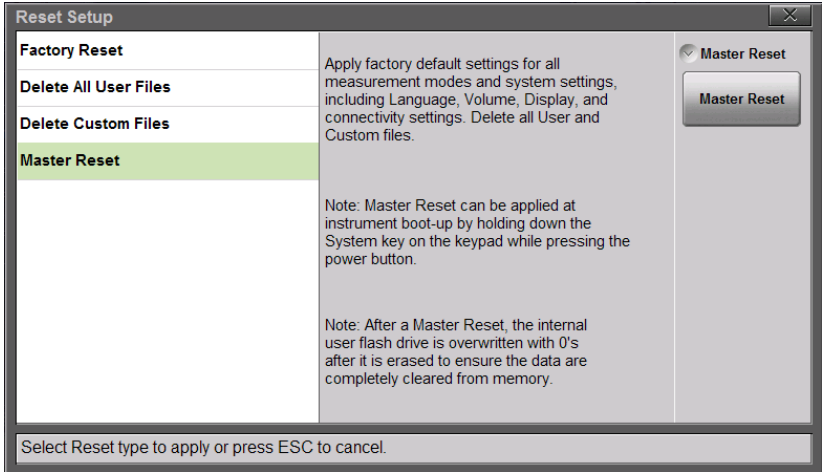 Reset Setup
Factory Reset
Delete All User Files
Delete Custom Files
Master Reset
Apply factory default settings for all
measurement modes and system settings,
including Language, Volume, Display, and
connectivity settings. Delete all User and
Custom files.
Note: Master Reset can be applied at
instrument boot-up by holding down the
System key on the keypad while pressing the
power button.
Note: After a Master Reset, the internal
user flash drive is overwritten with 0's
after it is erased to ensure the data are
completely cleared from memory.
Master Reset
Master Reset
Select Reset type to apply or press ESC to cancel.